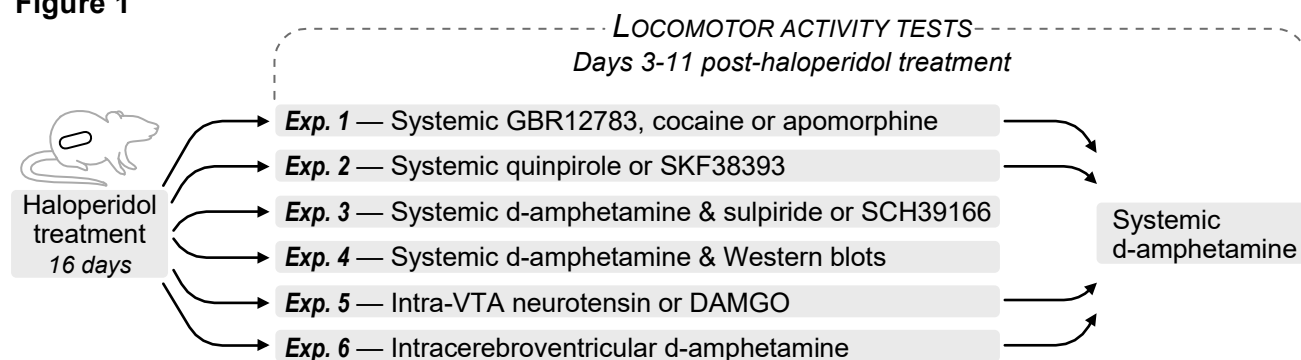 Figure 1
LOCOMOTOR ACTIVITY TESTS
Days 3-11 post-haloperidol treatment
Haloperidol
treatment
16 days
Exp. 1 — Systemic GBR12783, cocaine or apomorphine
Exp. 2 — Systemic quinpirole or SKF38393
Exp. 3 — Systemic d-amphetamine & sulpiride or SCH39166
Exp. 4 — Systemic d-amphetamine & Western blots
Exp. 5 — Intra-VTA neurotensin or DAMGO
Exp. 6 — Intracerebroventricular d-amphetamine
Systemic
d-amphetamine